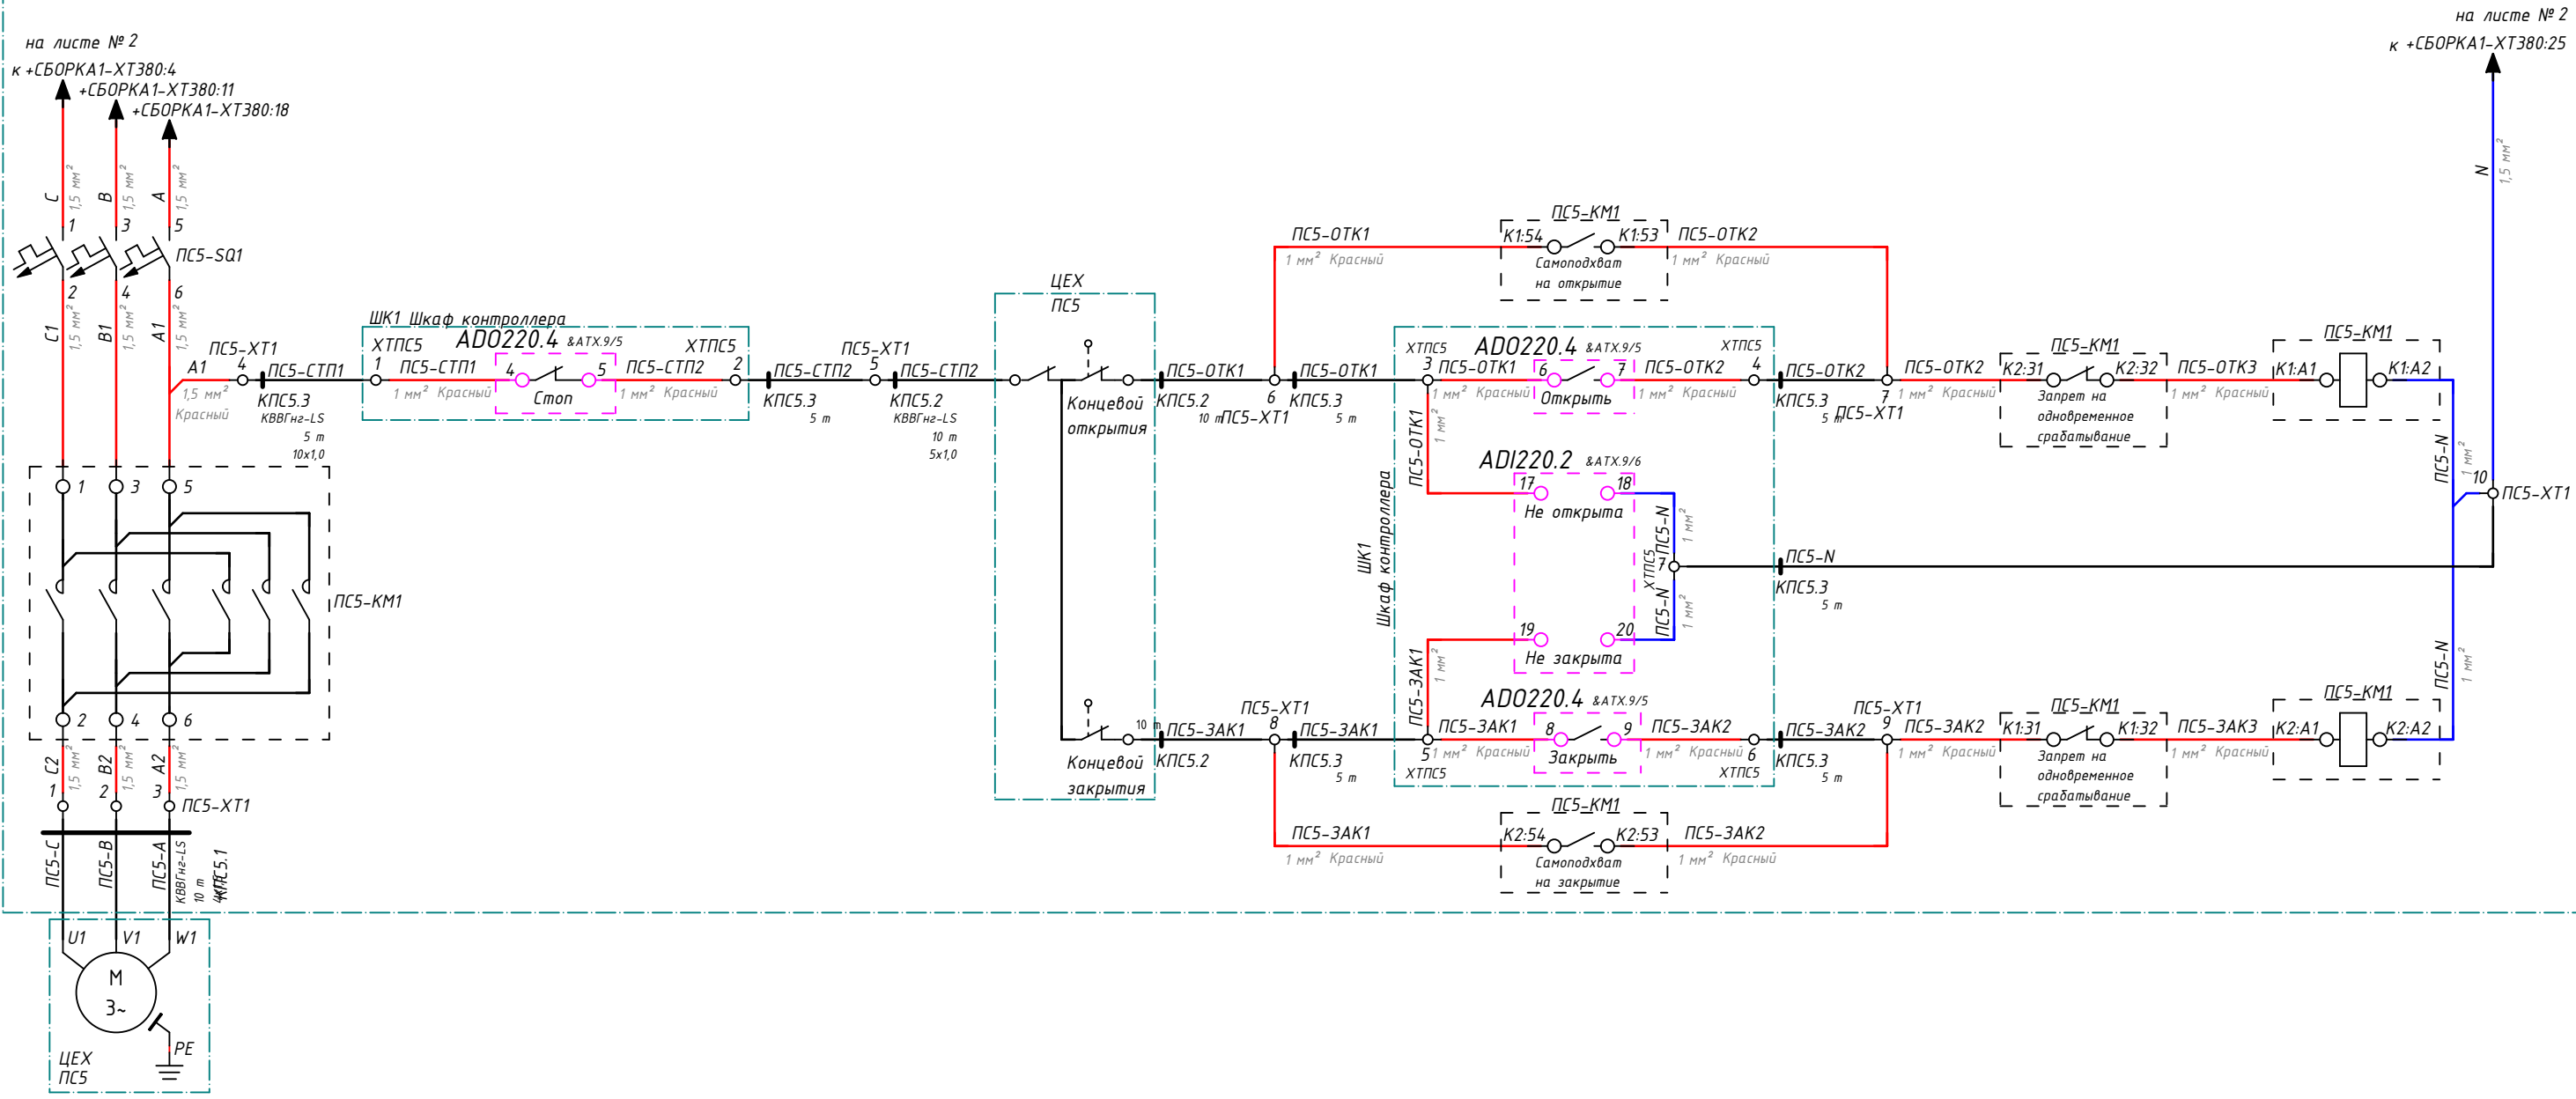 на листе № 2
к +СБОРКА1-ХТ380:4
+СБОРКА1-ХТ380:11
+СБОРКА1-ХТ380:18
C
1,5 мм²
B
1,5 мм²
A
1,5 мм²
1
3
5
ПС5-SQ1
2
4
6
C1
1,5 мм²
B1
1,5 мм²
A1
1,5 мм²
A1
1,5 мм²
Красный
ПС5-ХТ1
4
ПС5-СТП1
КПС5.3
КВВГнг-LS
5 m
10x1,0
ШК1 Шкаф контроллера
ХТПС5
1
ПС5-СТП1
1 мм² Красный
ADO220.4 &АТХ.9/5
4
5
Стоп
ПС5-СТП2
1 мм² Красный
ХТПС5
2
ПС5-СТП2
КПС5.3
5 m
ПС5-ХТ1
5
ПС5-СТП2
КПС5.2
КВВГнг-LS
10 m
5x1,0
ЦЕХ
ПС5
Концевой
открытия
Концевой
закрытия
ПС5-ОТК1
КПС5.2
10 m
6
ПС5-ХТ1
ПС5-ОТК1
КПС5.3
5 m
ПС5-ОТК1
1 мм² Красный
ПС5-КМ1
К1:54
К1:53
Самоподхват
на открытие
ПС5-ОТК2
1 мм² Красный
ХТПС5
3
ПС5-ОТК1
1 мм² Красный
ADO220.4 &АТХ.9/5
6
7
Открыть
ПС5-ОТК2
1 мм² Красный
ХТПС5
4
ПС5-ОТК2
КПС5.3
5 m
7
ПС5-ХТ1
ПС5-ОТК2
1 мм² Красный
ПС5-КМ1
К2:31
К2:32
Запрет на
одновременное
срабатывание
ПС5-ОТК3
1 мм² Красный
ПС5-КМ1
К1:А1
К1:А2
на листе № 2
к +СБОРКА1-ХТ380:25
N
1,5 мм²
ПС5-N
1 мм²
10
ПС5-ХТ1
ПС5-ОТК1
1 мм²
ADI220.2 &АТХ.9/6
17
18
Не открыта
19
20
Не закрыта
ПС5-N
1 мм²
ХТПС5
7
ПС5-N
1 мм²
ПС5-N
КПС5.3
5 m
ШК1
Шкаф контроллера
ПС5-ЗАК1
1 мм²
10 m
ПС5-ЗАК1
КПС5.2
ПС5-ХТ1
8
ПС5-ЗАК1
КПС5.3
5 m
5
ХТПС5
ПС5-ЗАК1
1 мм² Красный
ADO220.4 &АТХ.9/5
8
9
Закрыть
ПС5-ЗАК2
1 мм² Красный
6
ХТПС5
ПС5-ЗАК2
КПС5.3
5 m
ПС5-ХТ1
9
ПС5-ЗАК2
1 мм² Красный
ПС5-КМ1
К1:31
К1:32
Запрет на
одновременное
срабатывание
ПС5-ЗАК3
1 мм² Красный
ПС5-КМ1
К2:А1
К2:А2
ПС5-N
1 мм²
ПС5-ЗАК1
1 мм² Красный
ПС5-КМ1
К2:54
К2:53
Самоподхват
на закрытие
ПС5-ЗАК2
1 мм² Красный
1
3
5
ПС5-КМ1
2
4
6
C2
1,5 мм²
B2
1,5 мм²
A2
1,5 мм²
1
2
3
ПС5-ХТ1
ПС5-C
ПС5-B
ПС5-A
КВВГнг-LS
10 m
КПС5.1
U1
V1
W1
М
3~
PE
ЦЕХ
ПС5